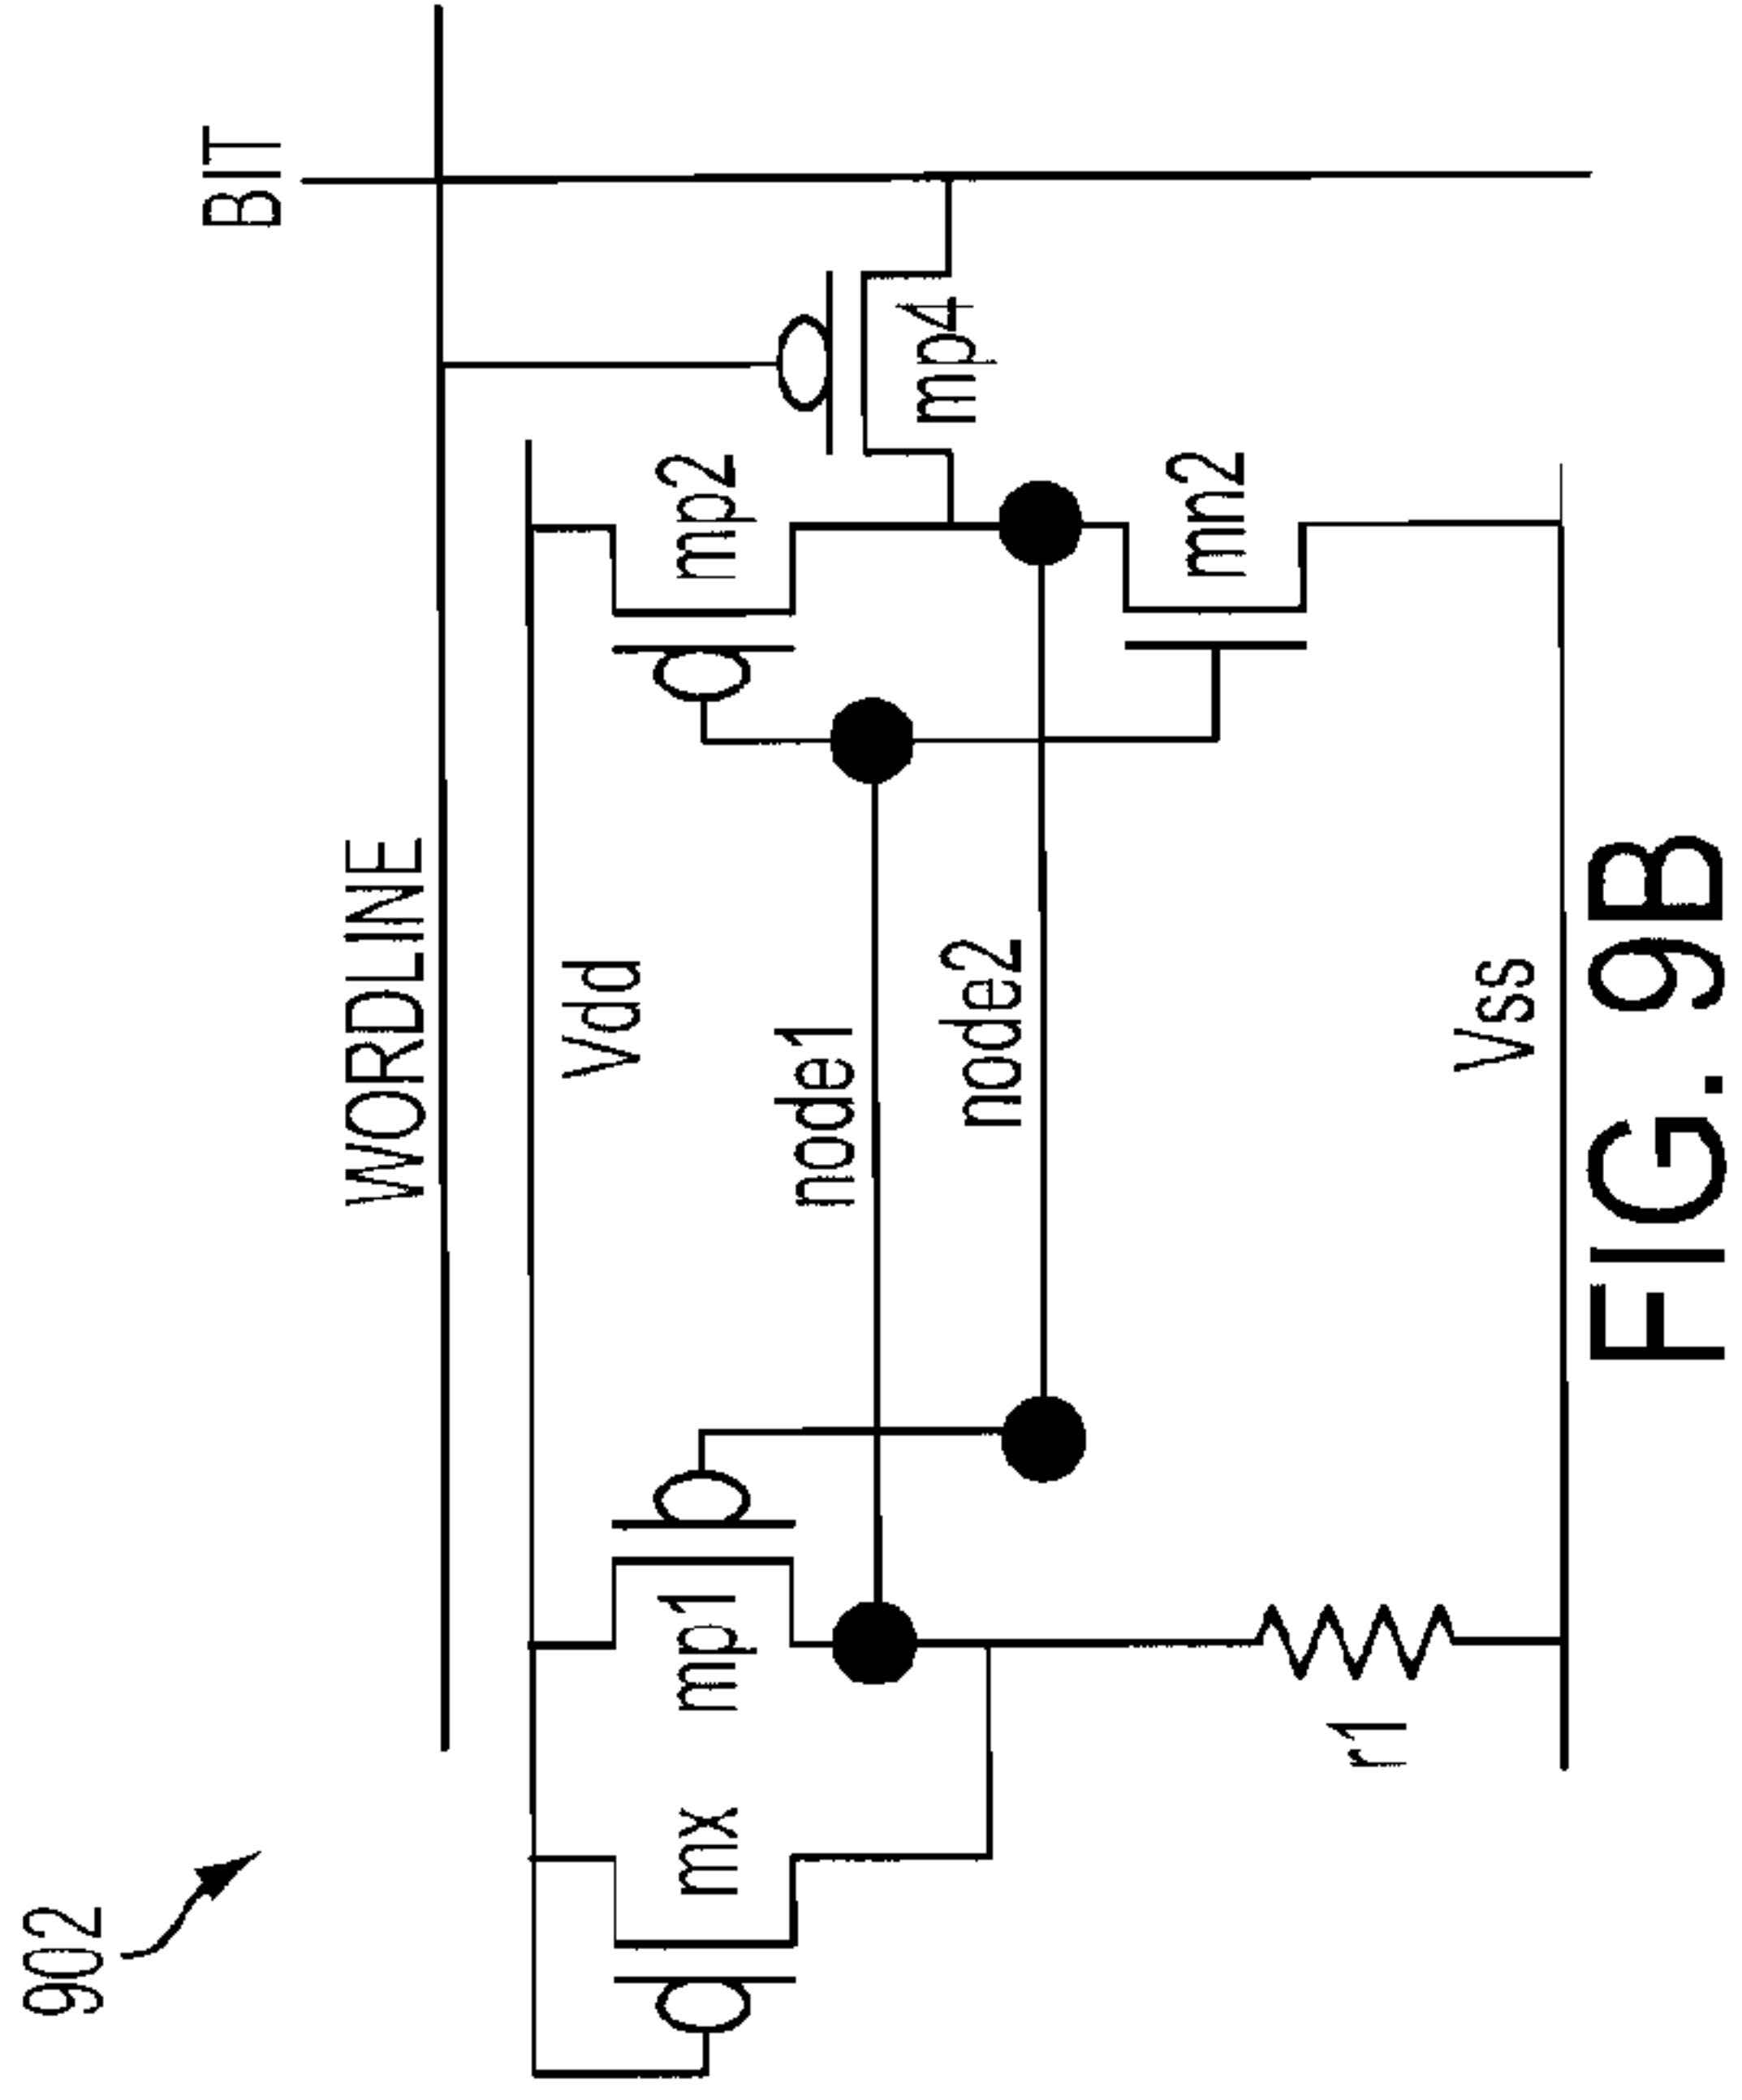 902
BIT
WORDLINE
Vdd
mx
mp1
mp2
node1
mp4
node2
mn2
r1
Vss
FIG. 9B